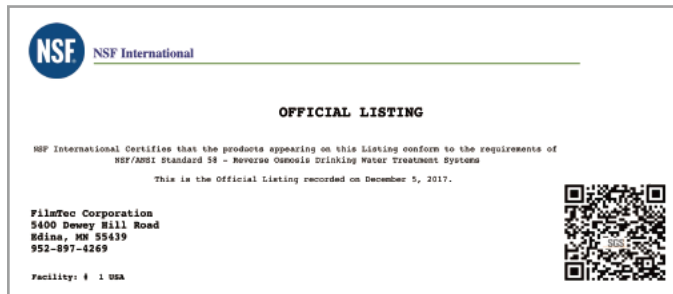 NSF
NSF International
OFFICIAL LISTING
NSF International Certifies that the products appearing on this Listing conform to the requirements of
NSF/ANSI Standard 58 - Reverse Osmosis Drinking Water Treatment Systems
This is the Official Listing recorded on December 5, 2017.
FilmTec Corporation
5400 Dewey Hill Road
Edina, MN 55439
952-897-4269
SGS
Facility: # 1 USA